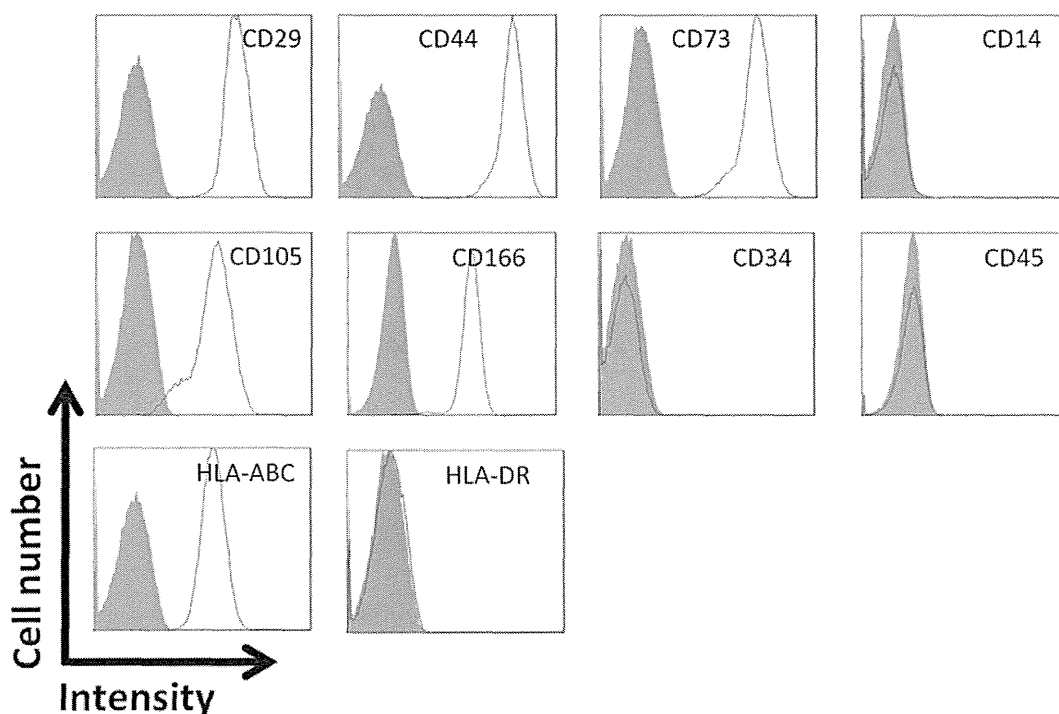 CD29
CD44
CD73
CD14
CD105
CD166
CD34
CD45
HLA-ABC
HLA-DR
Cell number
Intensity